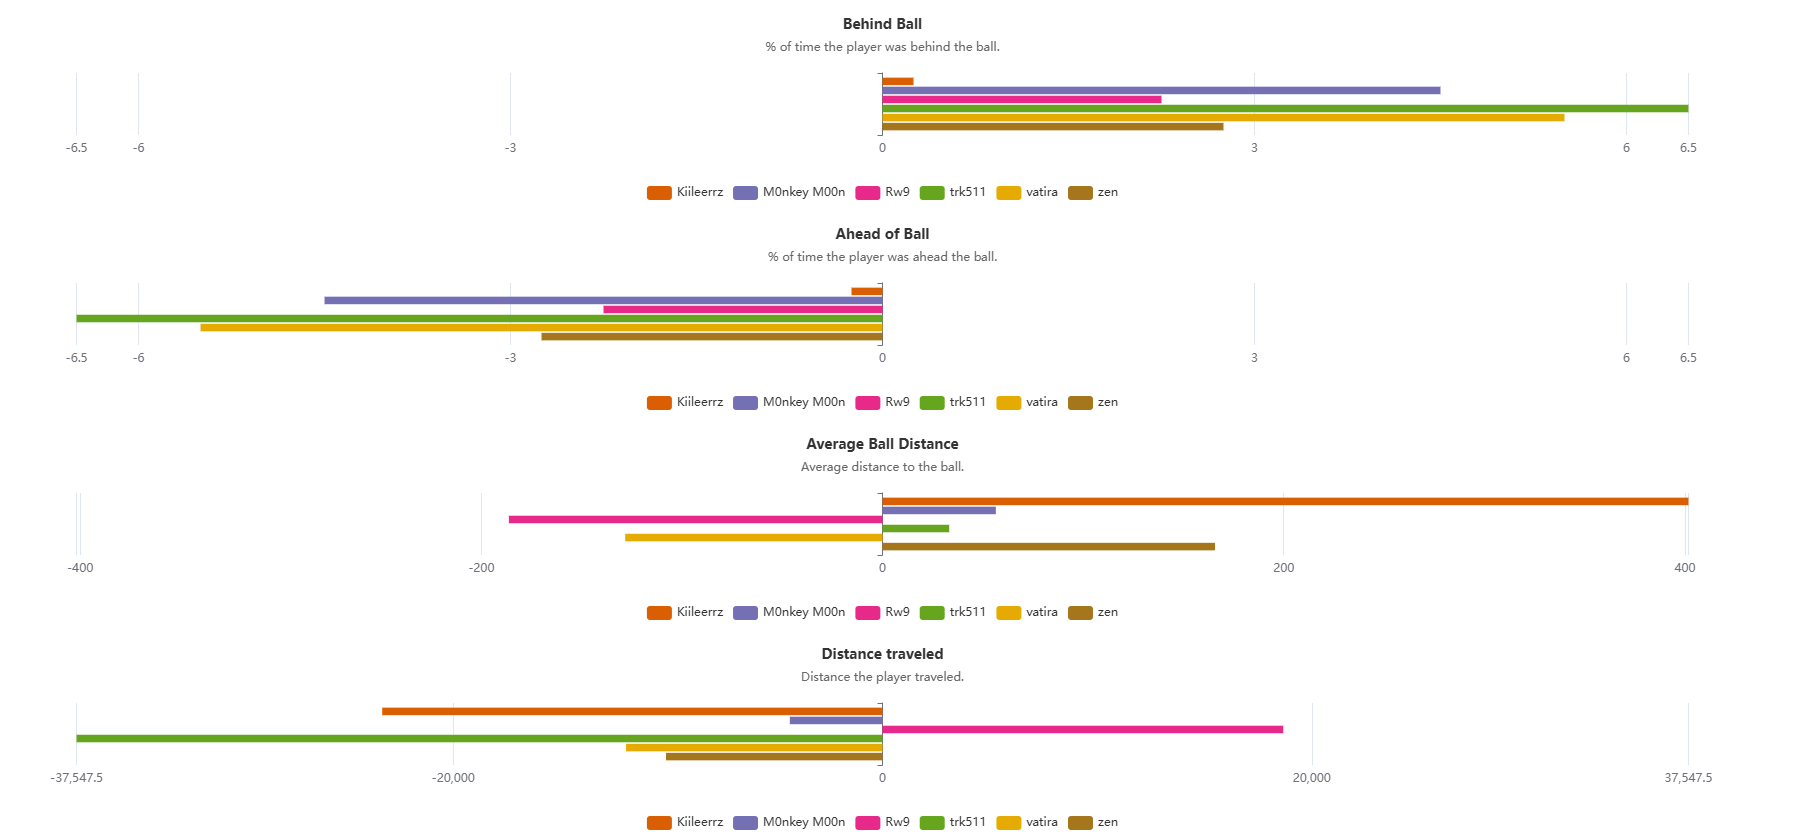 Behind Ball
% of time the player was behind the ball.
-6.5 -6 -3 0 3 6 6.5
Kiileerrz M0nkey M00n Rw9 trk511 vatira zen
Ahead of Ball
% of time the player was ahead the ball.
-6.5 -6 -3 0 3 6 6.5
Kiileerrz M0nkey M00n Rw9 trk511 vatira zen
Average Ball Distance
Average distance to the ball.
-400 -200 0 200 400
Kiileerrz M0nkey M00n Rw9 trk511 vatira zen
Distance traveled
Distance the player traveled.
-37,547.5 -20,000 0 20,000 37,547.5
Kiileerrz M0nkey M00n Rw9 trk511 vatira zen